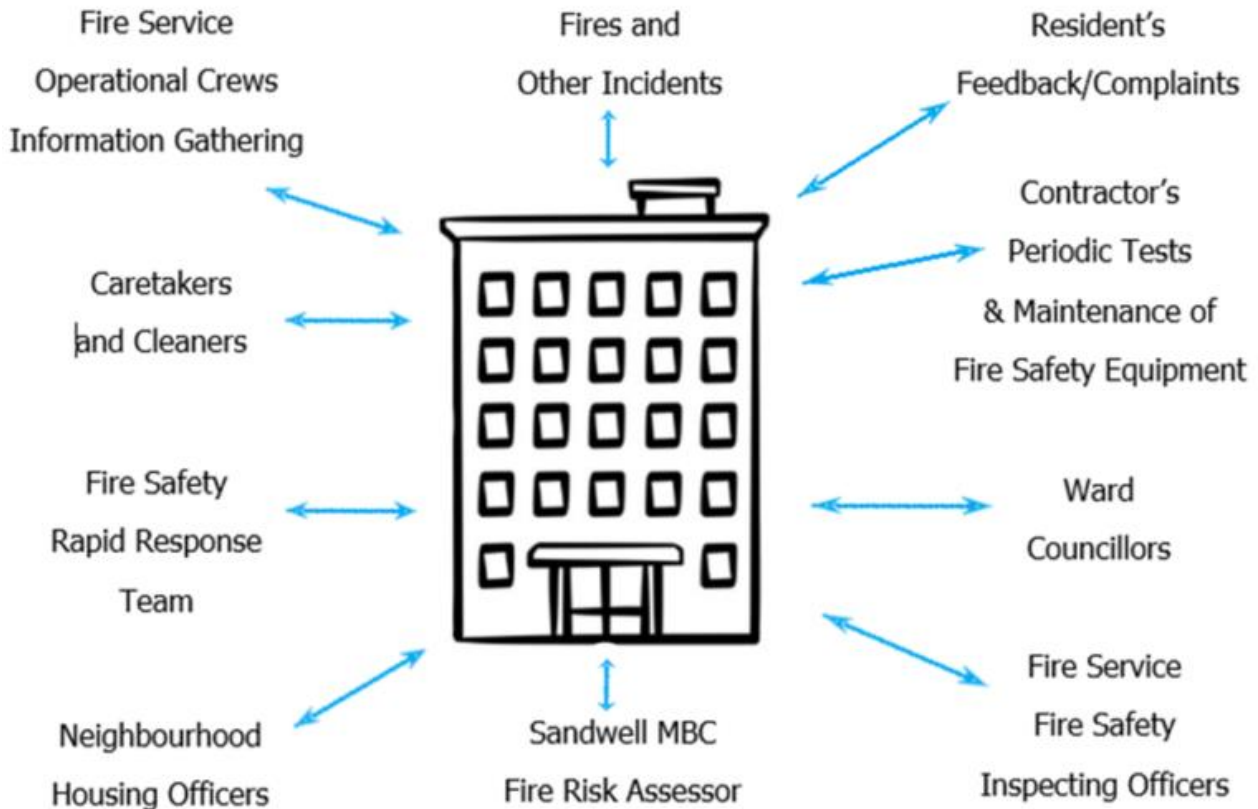 Fire Service
Operational Crews
Information Gathering
Fires and
Other Incidents
Resident's
Feedback/Complaints
Contractor's
Periodic Tests
& Maintenance of
Fire Safety Equipment
Caretakers
and Cleaners
Fire Safety
Rapid Response
Team
Ward
Councillors
Neighbourhood
Housing Officers
Sandwell MBC
Fire Risk Assessor
Fire Service
Fire Safety
Inspecting Officers